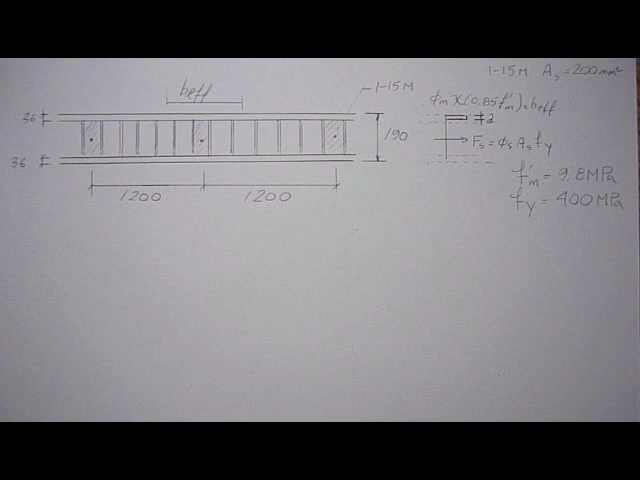 1-15M As = 200mm²
beff
1-15M
ϕm χ (0.85f'm) a beff
36
a
190
Fs = ϕs As fy
36
f'm = 9.8MPa
1200 1200
fy = 400MPa